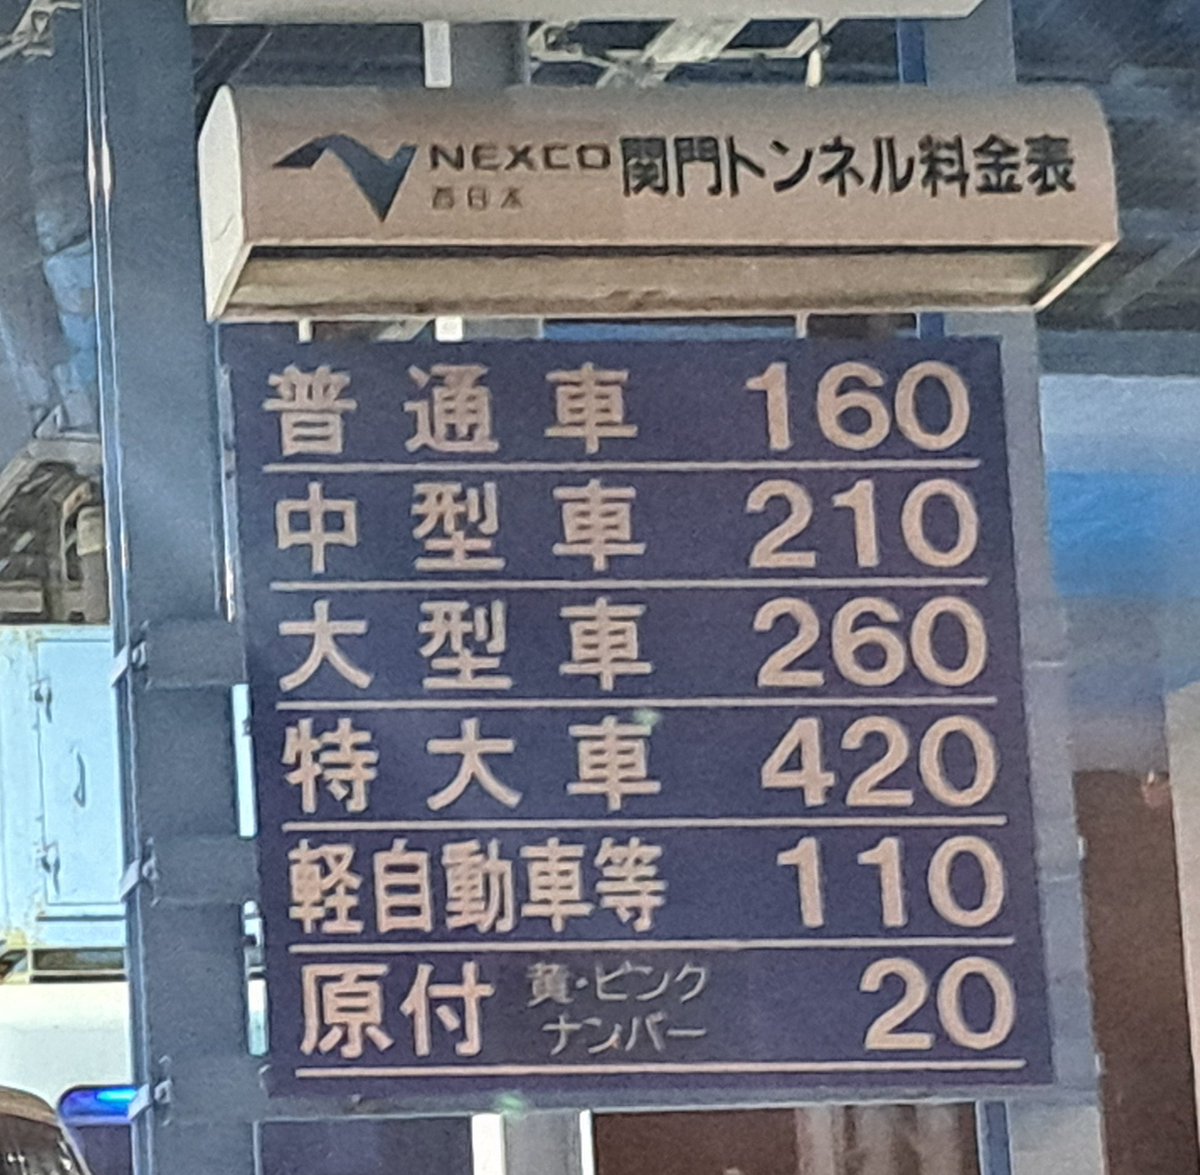 NEXCO 関門トンネル料金表
西日本
普通車 160
中型車 210
大型車 260
特大車 420
軽自動車等 110
原付 黄・ピンクナンバー 20